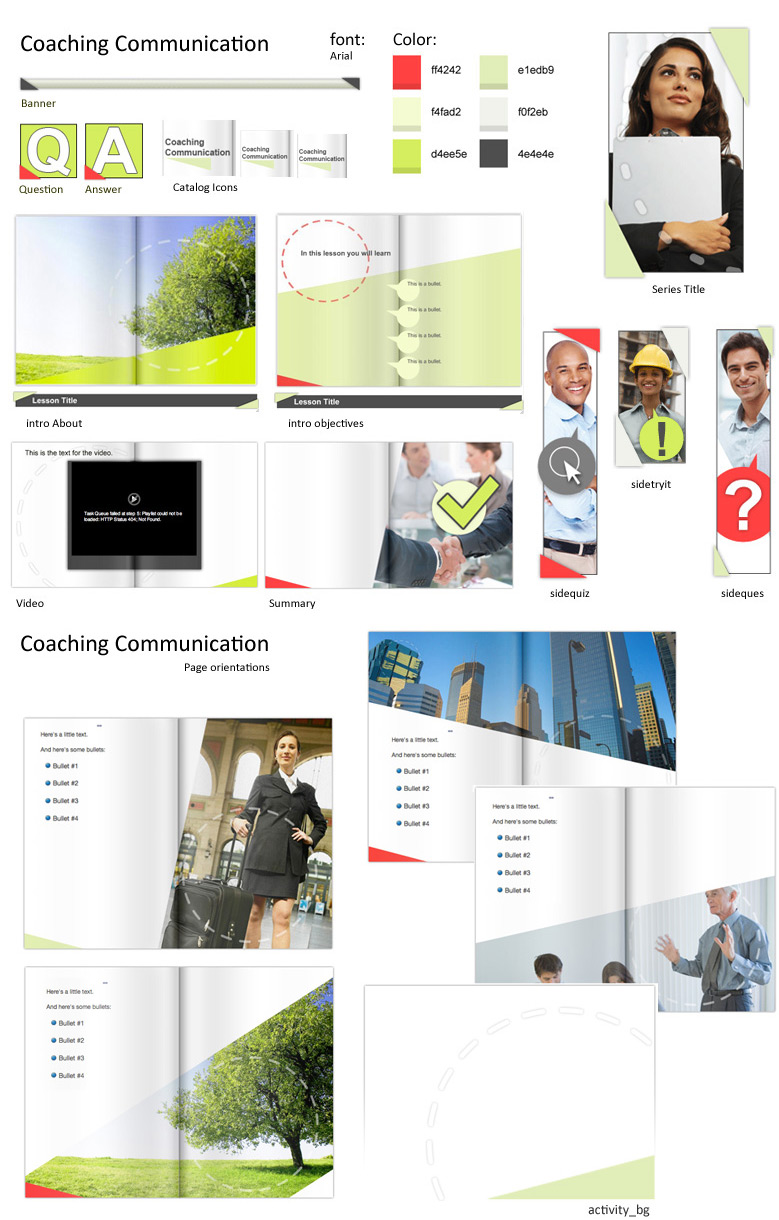 Coaching Communication
font:
Arial
Color:
ff4242
e1edb9
f4fad2
f0f2eb
d4ee5e
4e4e4e
Banner
Q
A
Question
Answer
Coaching
Communication
Coaching
Communication
Coaching
Communication
Catalog Icons
Series Title
In this lesson you will learn
This is a bullet.
This is a bullet.
This is a bullet.
This is a bullet.
Lesson Title
intro About
Lesson Title
intro objectives
!
?
sidetryit
sidequiz
sideques
This is the text for the video.
Task Queue failed at step 5: Playlist could not be
loaded: HTTP Status 404; Not Found.
Video
Summary
Coaching Communication
Page orientations
Here's a little text.
And here's some bullets:
Bullet #1
Bullet #2
Bullet #3
Bullet #4
Here's a little text.
And here's some bullets:
Bullet #1
Bullet #2
Bullet #3
Bullet #4
Here's a little text.
And here's some bullets:
Bullet #1
Bullet #2
Bullet #3
Bullet #4
Here's a little text.
And here's some bullets:
Bullet #1
Bullet #2
Bullet #3
Bullet #4
activity_bg